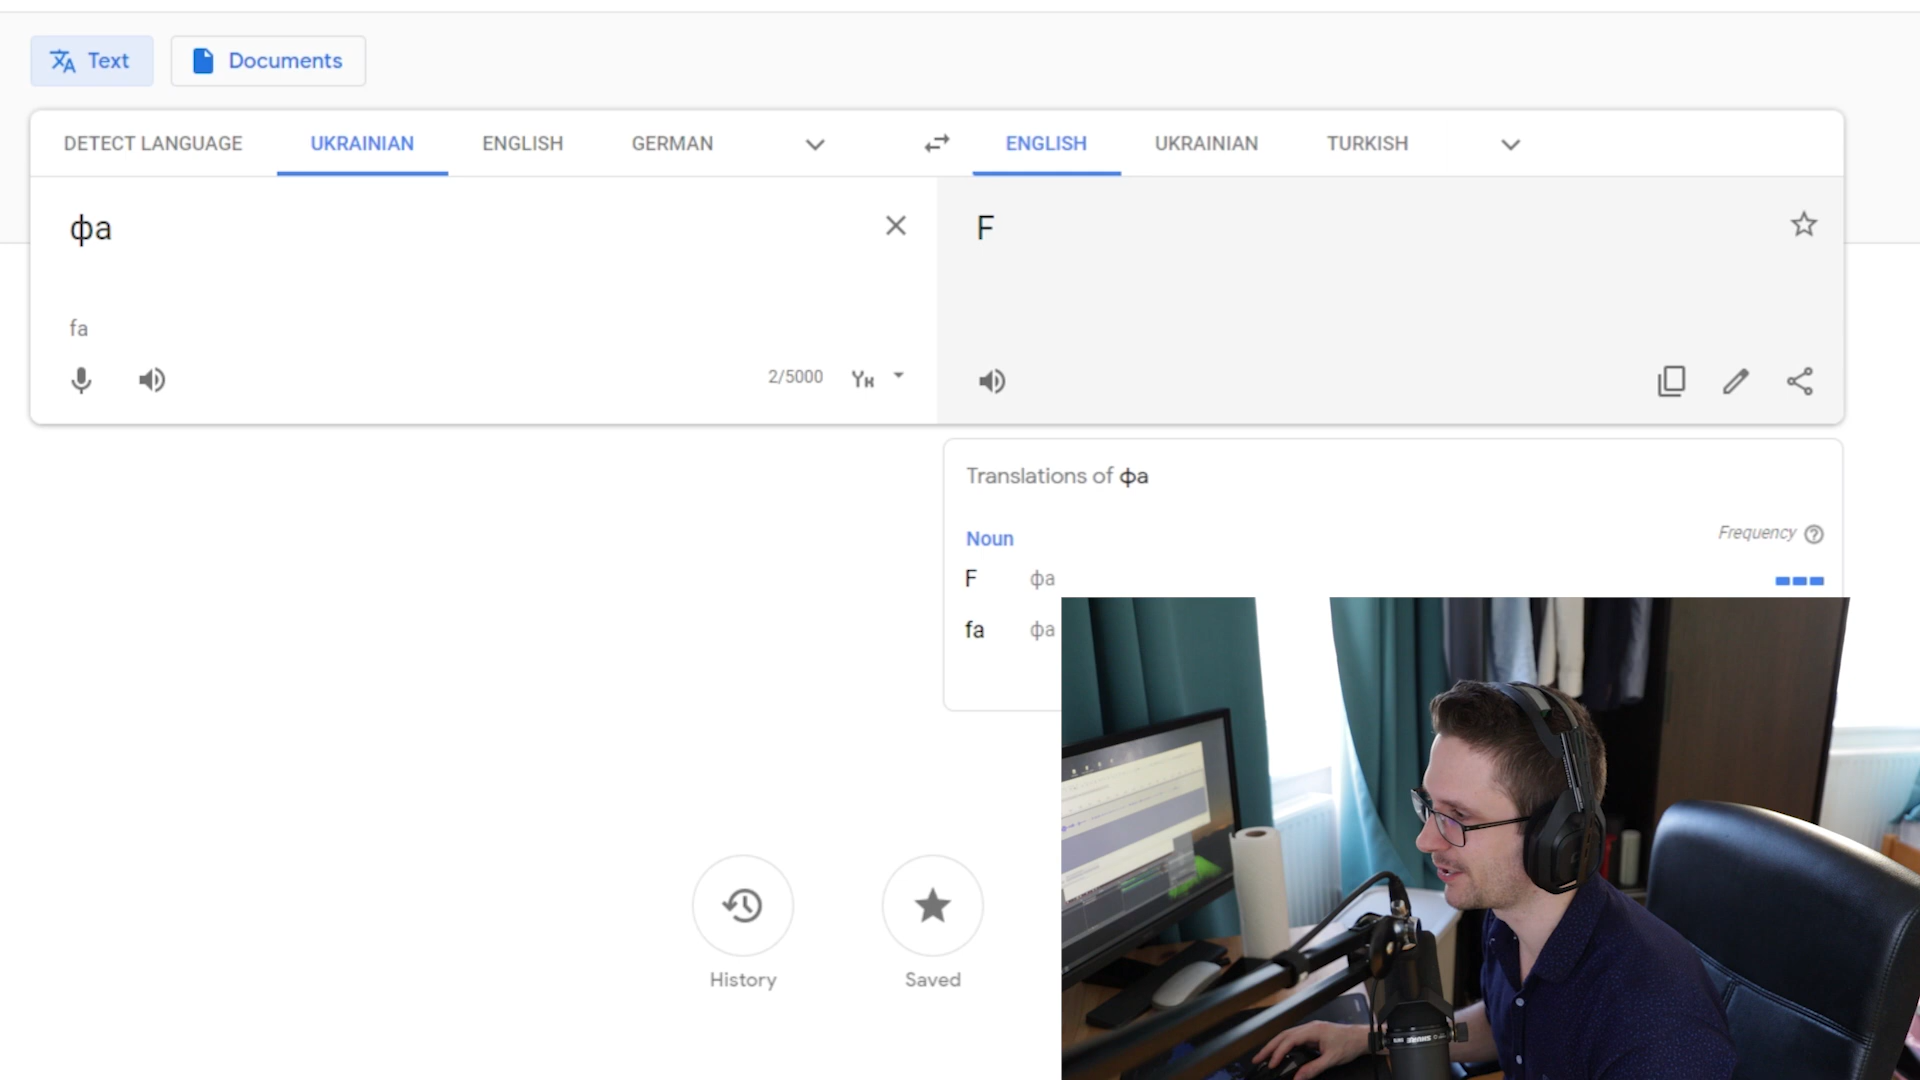 Text
Documents
DETECT LANGUAGE UKRAINIAN ENGLISH GERMAN
ENGLISH UKRAINIAN TURKISH
фа
F
fa
2/5000
Translations of фа
Noun
Frequency
F фа
fa фа
History
Saved
SHURE